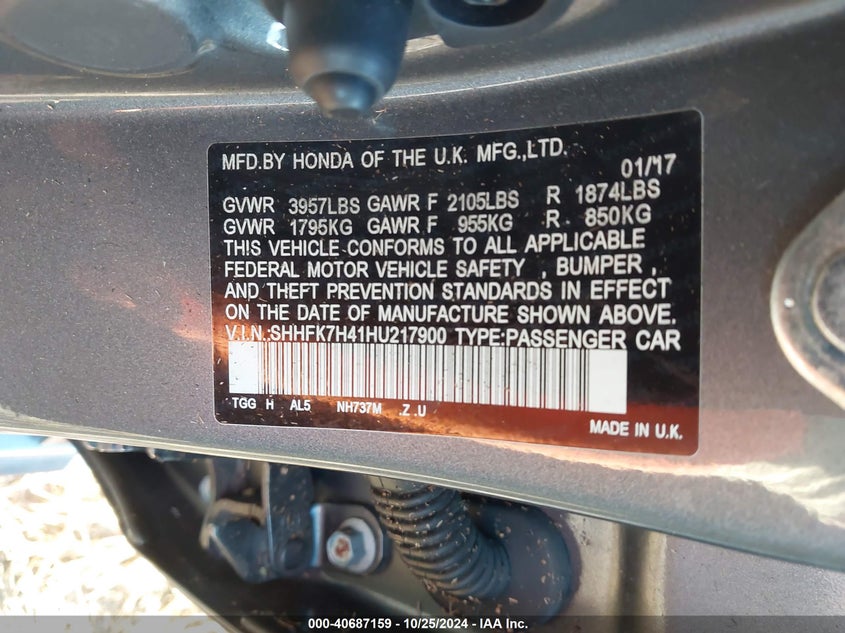 MFD.BY HONDA OF THE U.K. MFG.,LTD. 01/'17
GVWR 3957LBS GAWR F 2105LBS R 1874LBS
GVWR 1795KG GAWR F 955KG R 850KG
THIS VEHICLE CONFORMS TO ALL APPLICABLE
FEDERAL MOTOR VEHICLE SAFETY , BUMPER ,
AND THEFT PREVENTION STANDARDS IN EFFECT
ON THE DATE OF MANUFACTURE SHOWN ABOVE.
V.I.N.:SHHFK7H41HU217900 TYPE:PASSENGER CAR
TGG H AL5 NH737M .Z.U
MADE IN U.K.
000-40687159 - 10/25/2024 - IAA Inc.